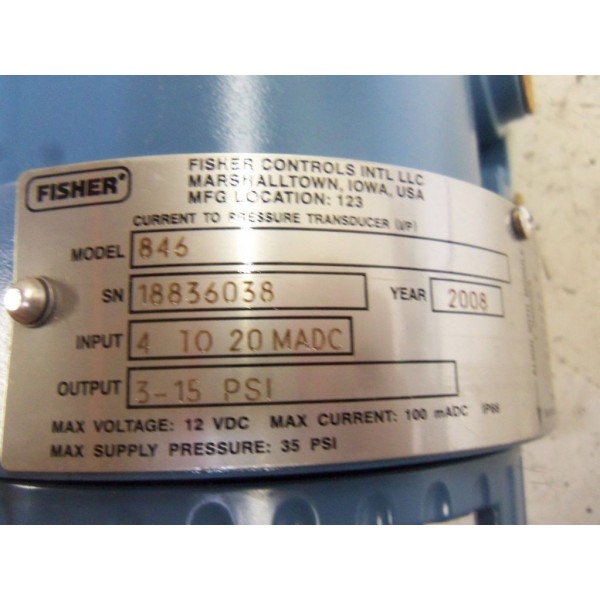 FISHER®
FISHER CONTROLS INTL LLC
MARSHALLTOWN, IOWA, USA
MFG LOCATION: 123
CURRENT TO PRESSURE TRANSDUCER (I/P)
MODEL 846
SN 18836038 YEAR 2008
INPUT 4 TO 20 MADC
OUTPUT 3-15 PSI
MAX VOLTAGE: 12 VDC MAX CURRENT: 100 mADC IP66
MAX SUPPLY PRESSURE: 35 PSI